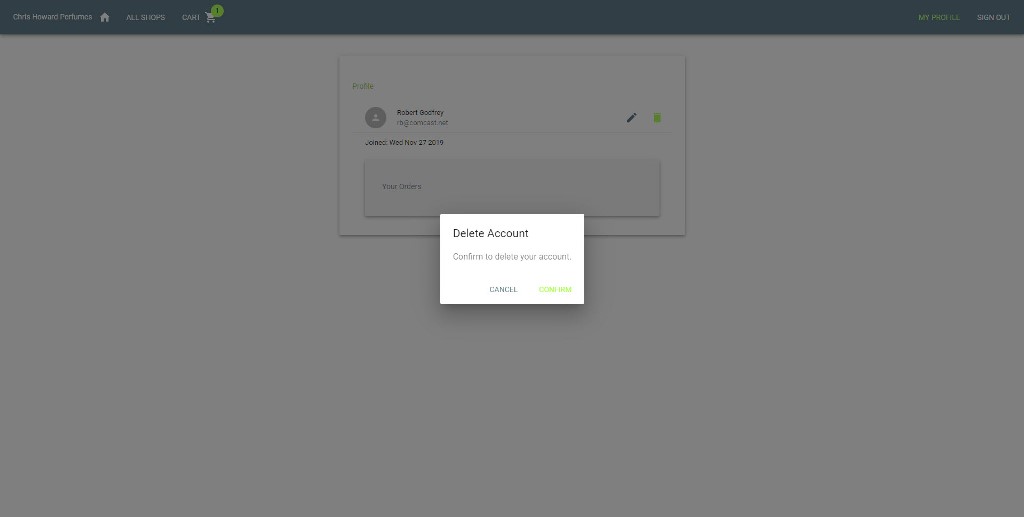 Chris Howard Perfumes
ALL SHOPS
CART
1
MY PROFILE
SIGN OUT
Profile
Robert Godfrey
rb@comcast.net
Joined: Wed Nov 27 2019
Your Orders
Delete Account
Confirm to delete your account.
CANCEL
CONFIRM